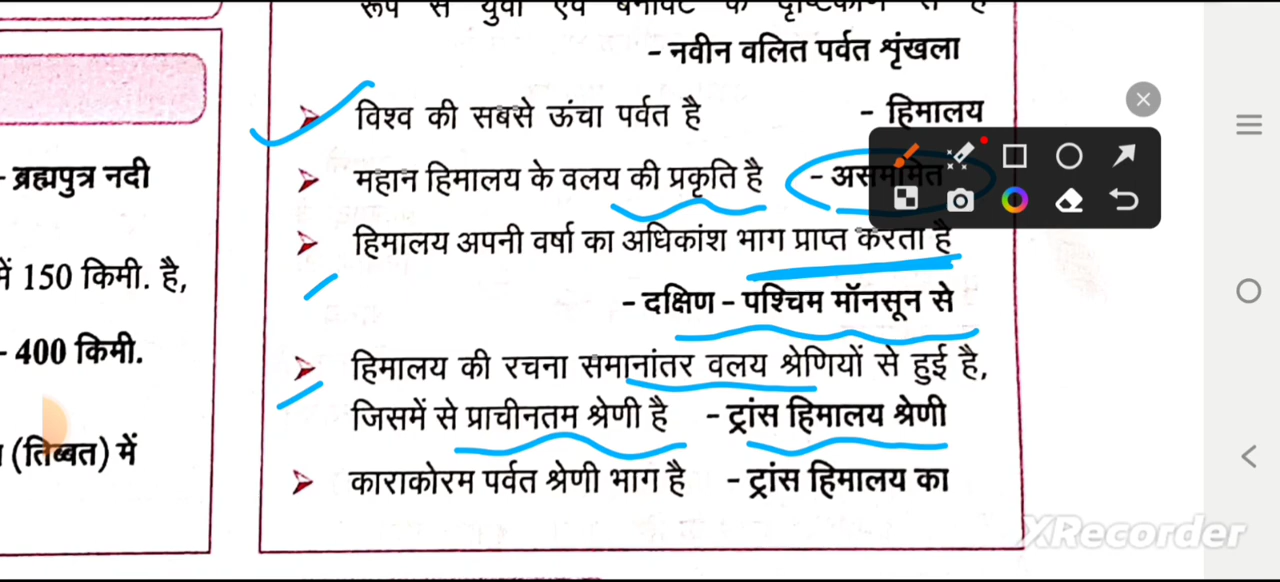 - नवीन वलित पर्वत शृंखला
विश्व की सबसे ऊंचा पर्वत है - हिमालय
महान हिमालय के वलय की प्रकृति है - असममित
हिमालय अपनी वर्षा का अधिकांश भाग प्राप्त करता है
- दक्षिण - पश्चिम मॉनसून से
हिमालय की रचना समानांतर वलय श्रेणियों से हुई है,
जिसमें से प्राचीनतम श्रेणी है - ट्रांस हिमालय श्रेणी
काराकोरम पर्वत श्रेणी भाग है - ट्रांस हिमालय का
- ब्रह्मपुत्र नदी
में 150 किमी. है,
- 400 किमी.
(तिब्बत) में
XRecorder